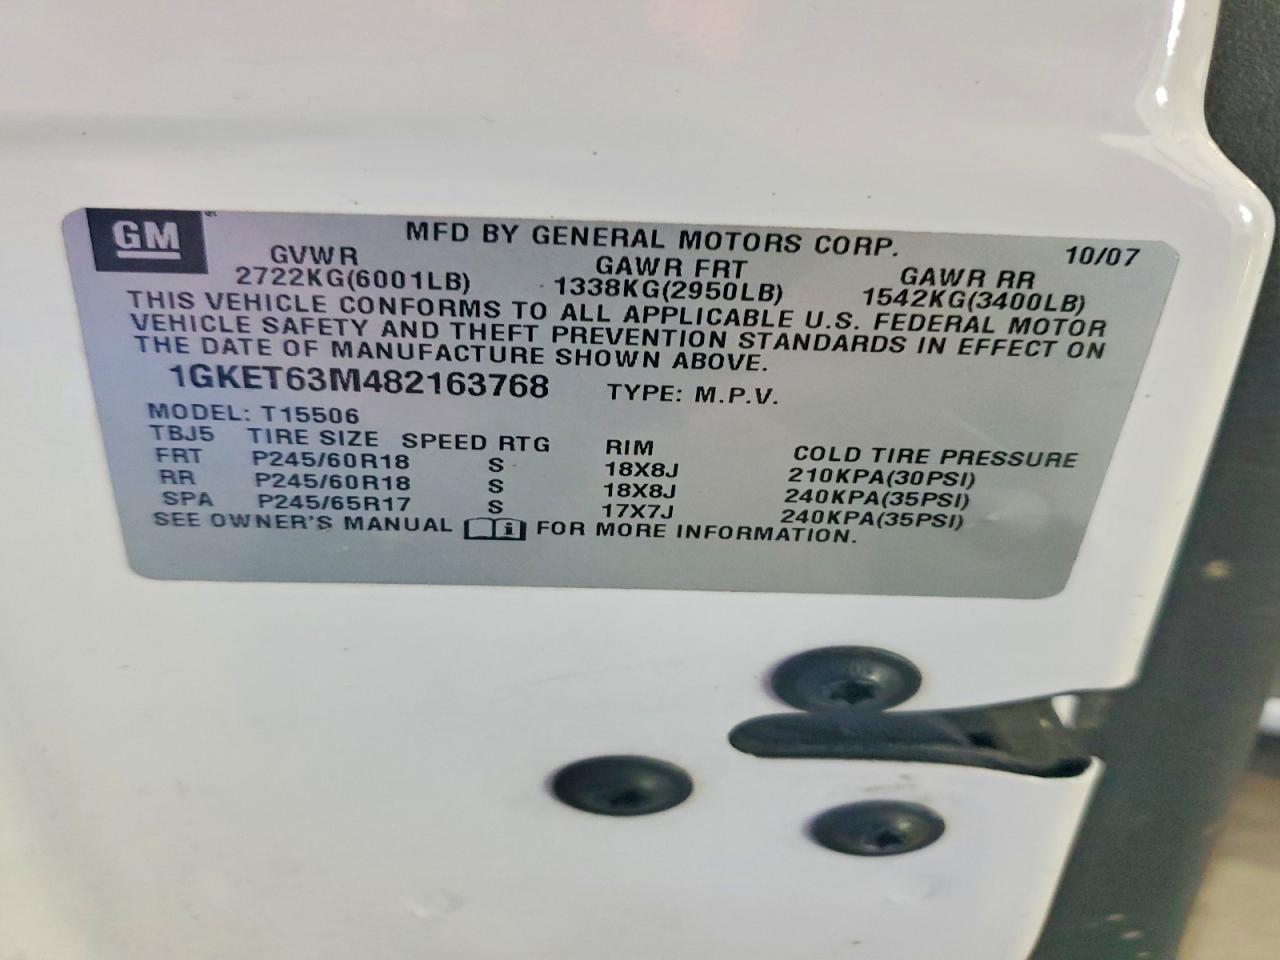 GM
MFD BY GENERAL MOTORS CORP. 10/07
GVWR GAWR FRT GAWR RR
2722KG(6001LB) 1338KG(2950LB) 1542KG(3400LB)
THIS VEHICLE CONFORMS TO ALL APPLICABLE U.S. FEDERAL MOTOR
VEHICLE SAFETY AND THEFT PREVENTION STANDARDS IN EFFECT ON
THE DATE OF MANUFACTURE SHOWN ABOVE.
1GKET63M482163768 TYPE: M.P.V.
MODEL: T15506
TBJ5 TIRE SIZE SPEED RTG RIM COLD TIRE PRESSURE
FRT P245/60R18 S 18X8J 210KPA(30PSI)
RR P245/60R18 S 18X8J 240KPA(35PSI)
SPA P245/65R17 S 17X7J 240KPA(35PSI)
SEE OWNER'S MANUAL i FOR MORE INFORMATION.